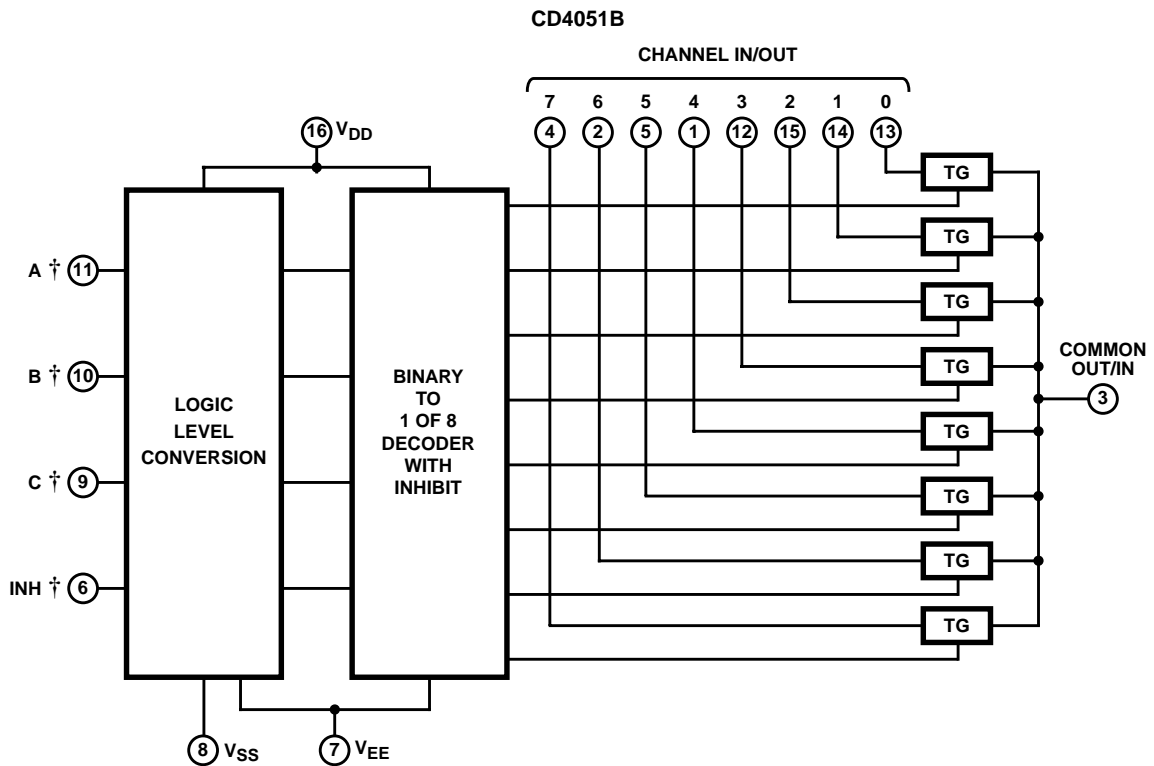 CD4051B
CHANNEL IN/OUT
7 6 5 4 3 2 1 0
4 2 5 1 12 15 14 13
16 VDD
TG
TG
TG
TG
TG
TG
TG
TG
A † 11
B † 10
C † 9
INH † 6
LOGIC
LEVEL
CONVERSION
BINARY
TO
1 OF 8
DECODER
WITH
INHIBIT
COMMON
OUT/IN
3
8 VSS
7 VEE